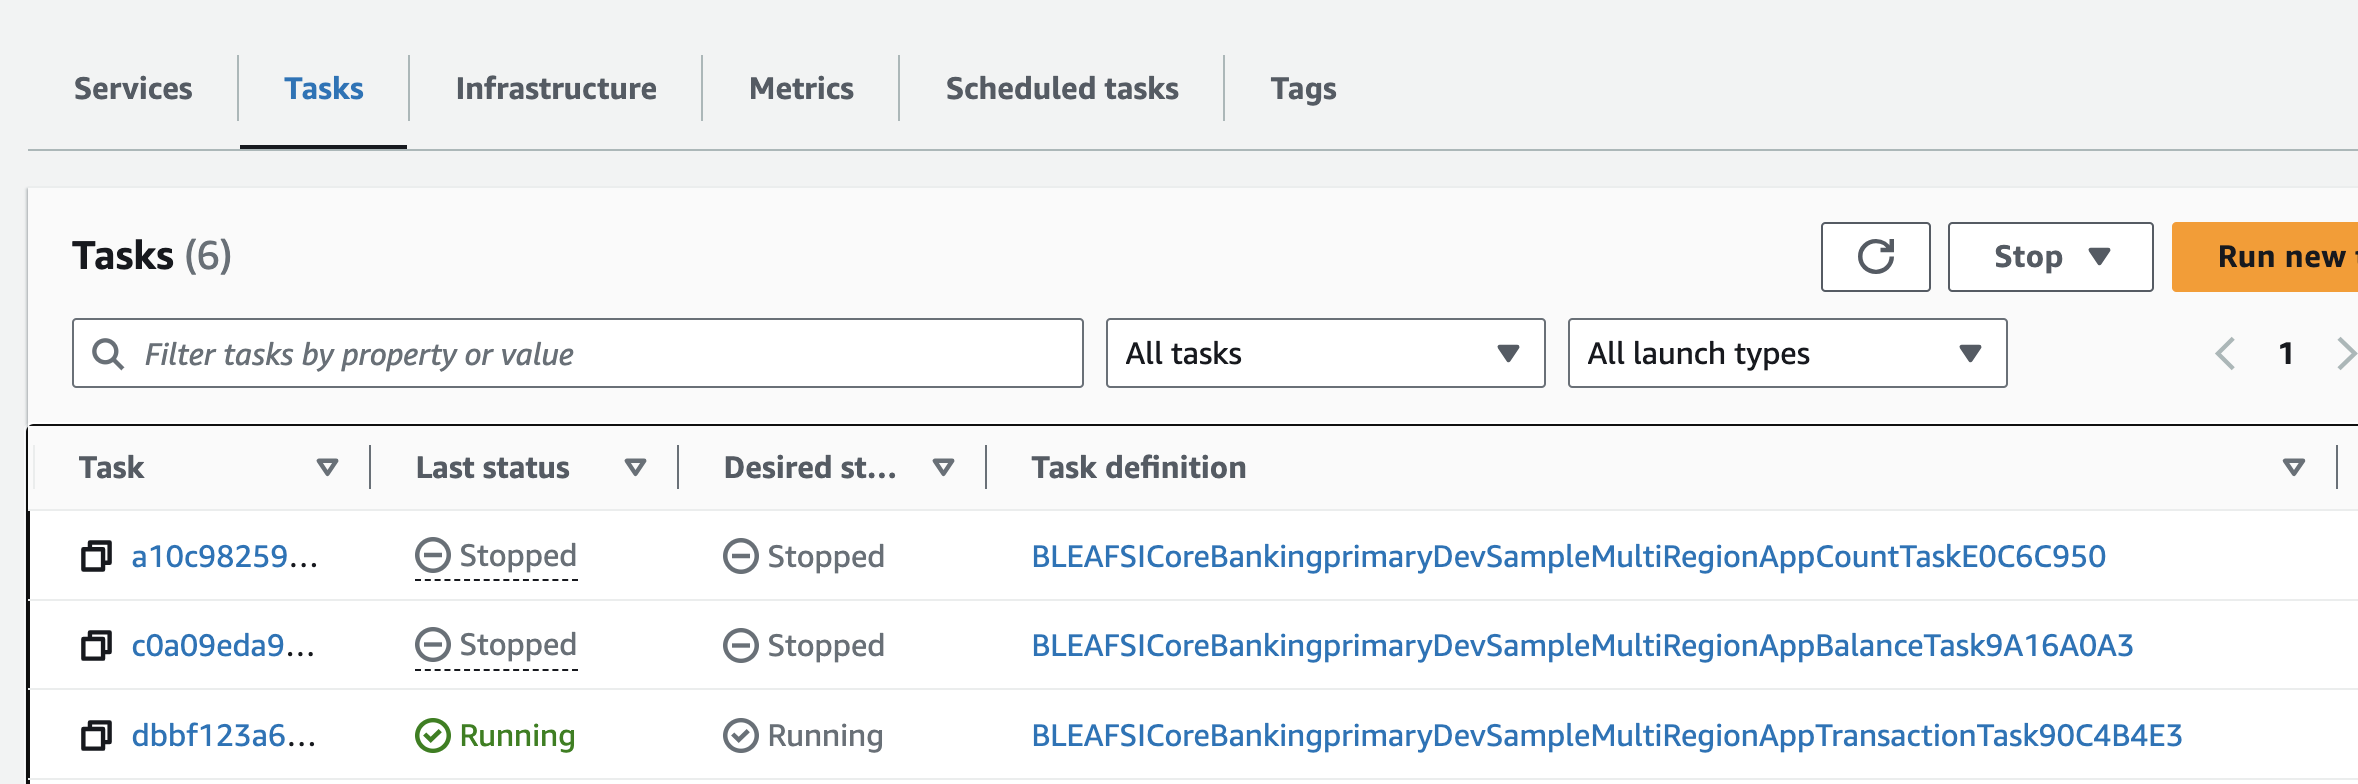 Services Tasks Infrastructure Metrics Scheduled tasks Tags
Tasks (6) Stop Run new
Filter tasks by property or value All tasks All launch types 1
Task Last status Desired st... Task definition
a10c98259... Stopped Stopped BLEAFSICoreBankingprimaryDevSampleMultiRegionAppCountTaskE0C6C950
c0a09eda9... Stopped Stopped BLEAFSICoreBankingprimaryDevSampleMultiRegionAppBalanceTask9A16A0A3
dbbf123a6... Running Running BLEAFSICoreBankingprimaryDevSampleMultiRegionAppTransactionTask90C4B4E3